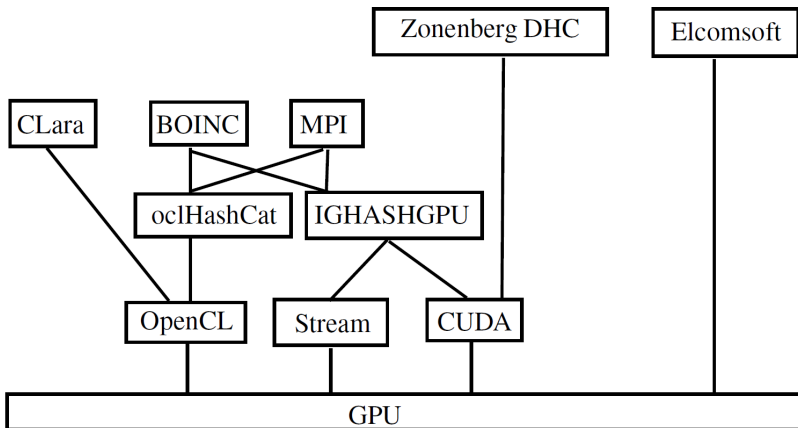 Zonenberg DHC
Elcomsoft
CLara
BOINC
MPI
oclHashCat
IGHASHGPU
OpenCL
Stream
CUDA
GPU